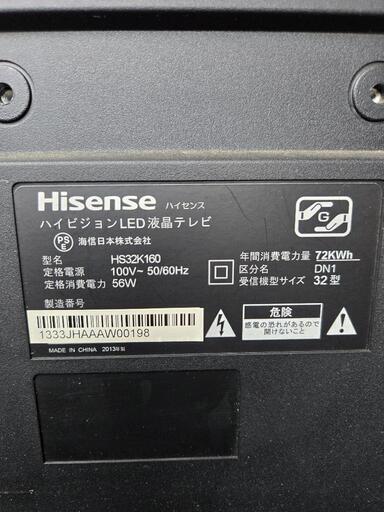 Hisense ハイセンス
ハイビジョンLED液晶テレビ
PSE 海信日本株式会社
型名 HS32K160
定格電源 100V~ 50/60Hz
定格消費電力 56W
製造番号
1333JHAAAW00198
MADE IN CHINA 2013年製
G
年間消費電力量 72KWh
区分名 DN1
受信機型サイズ 32型
危険
感電の恐れがあるので
開けないこと